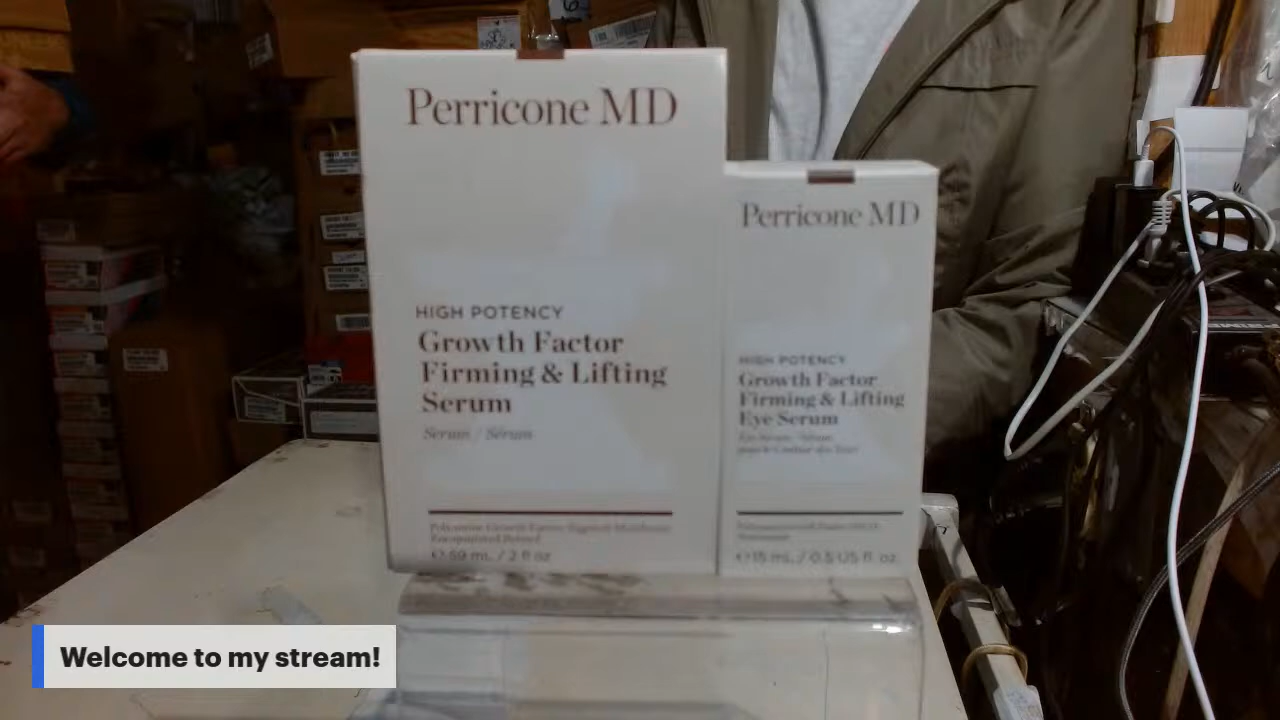 Perricone MD
HIGH POTENCY
Growth Factor
Firming & Lifting
Serum
Serum / Sérum
59 mL / 2 fl oz
Perricone MD
HIGH POTENCY
Growth Factor
Firming & Lifting
Eye Serum
15 mL / 0.5 US fl. oz.
Welcome to my stream!